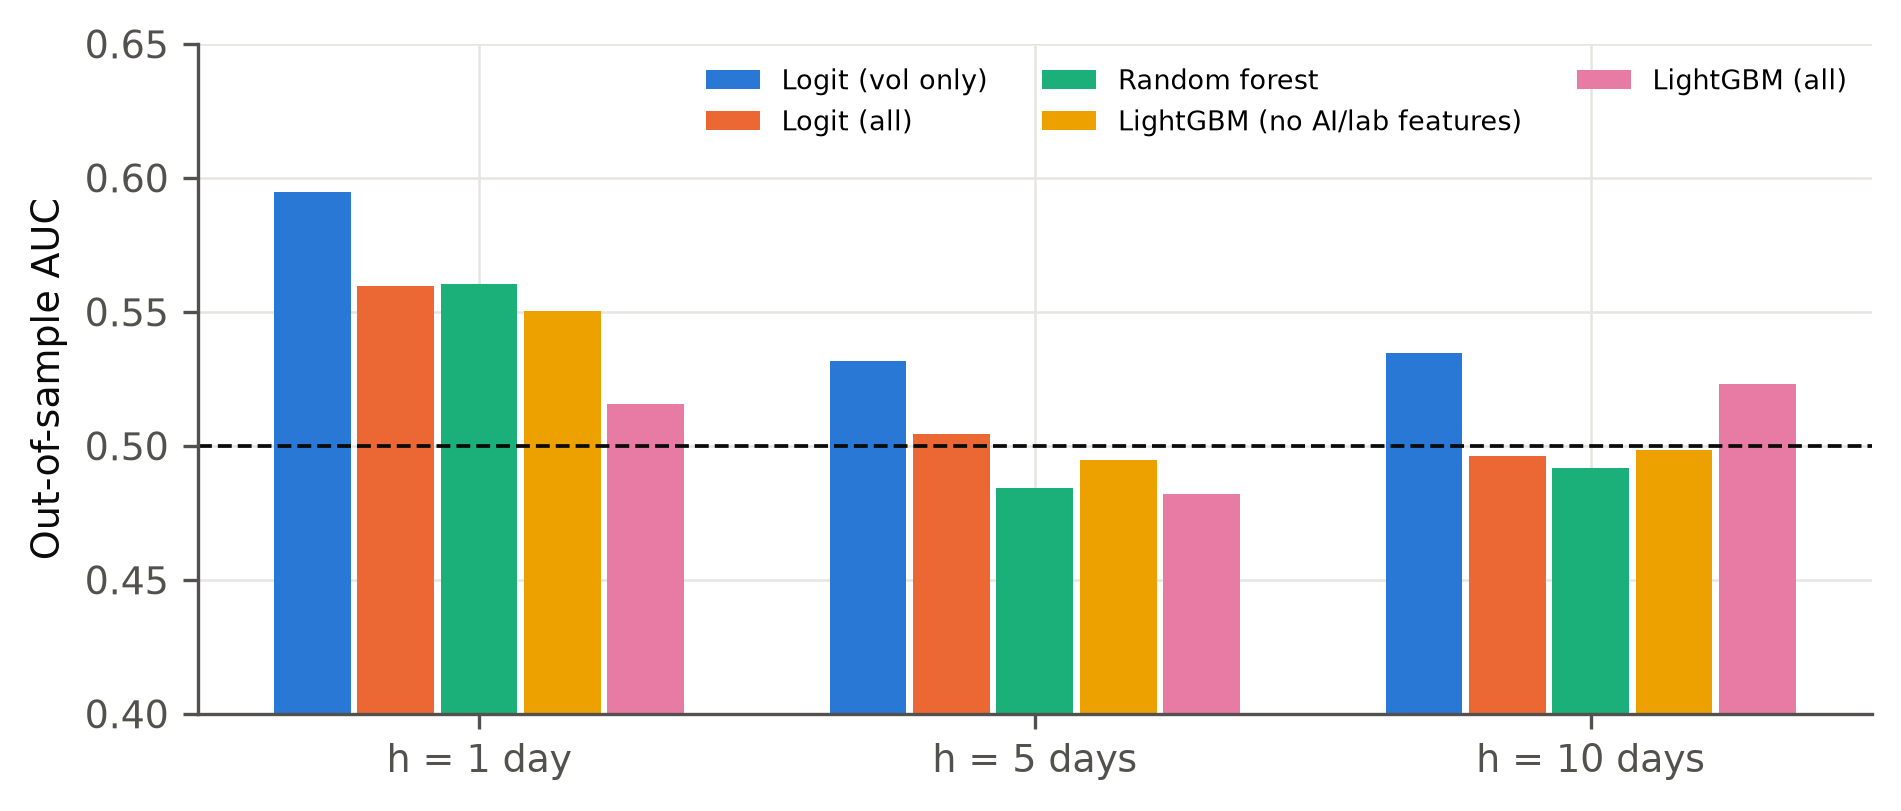 Out-of-sample AUC
0.65
0.60
0.55
0.50
0.45
0.40
Logit (vol only)
Logit (all)
Random forest
LightGBM (no AI/lab features)
LightGBM (all)
h = 1 day
h = 5 days
h = 10 days